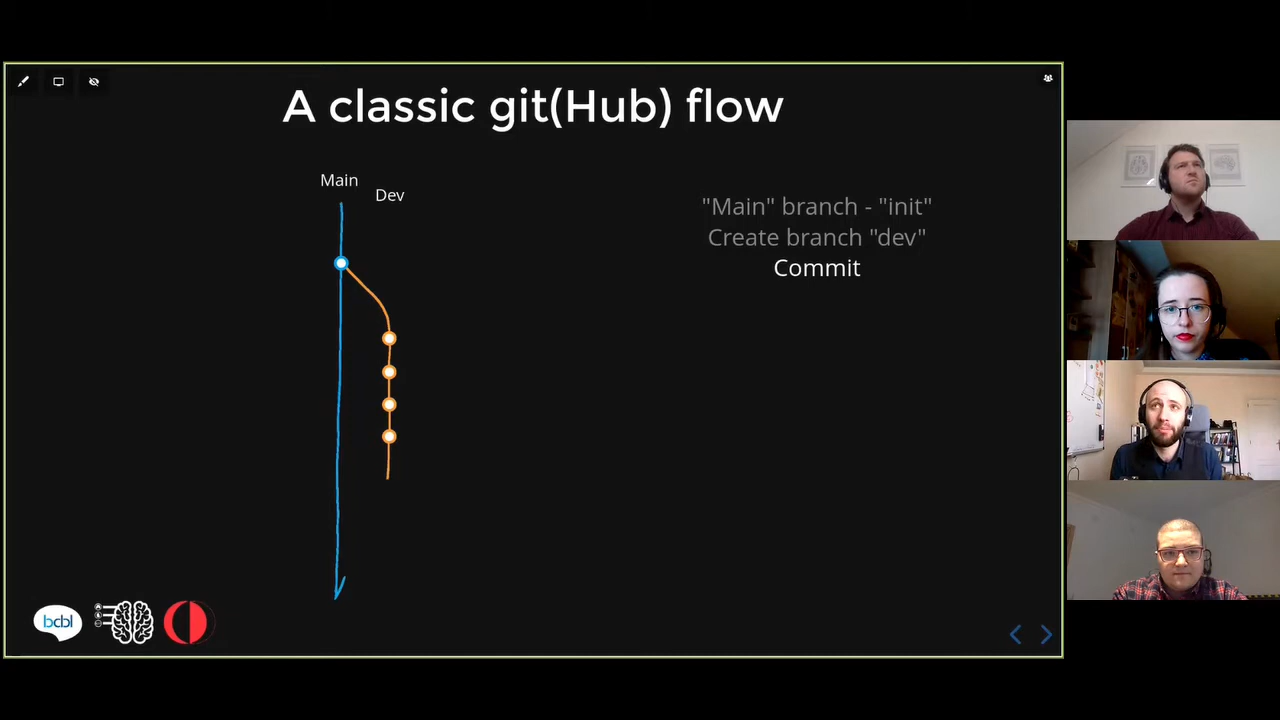 A classic git(Hub) flow
Main
Dev
"Main" branch - "init"
Create branch "dev"
Commit
bcbl